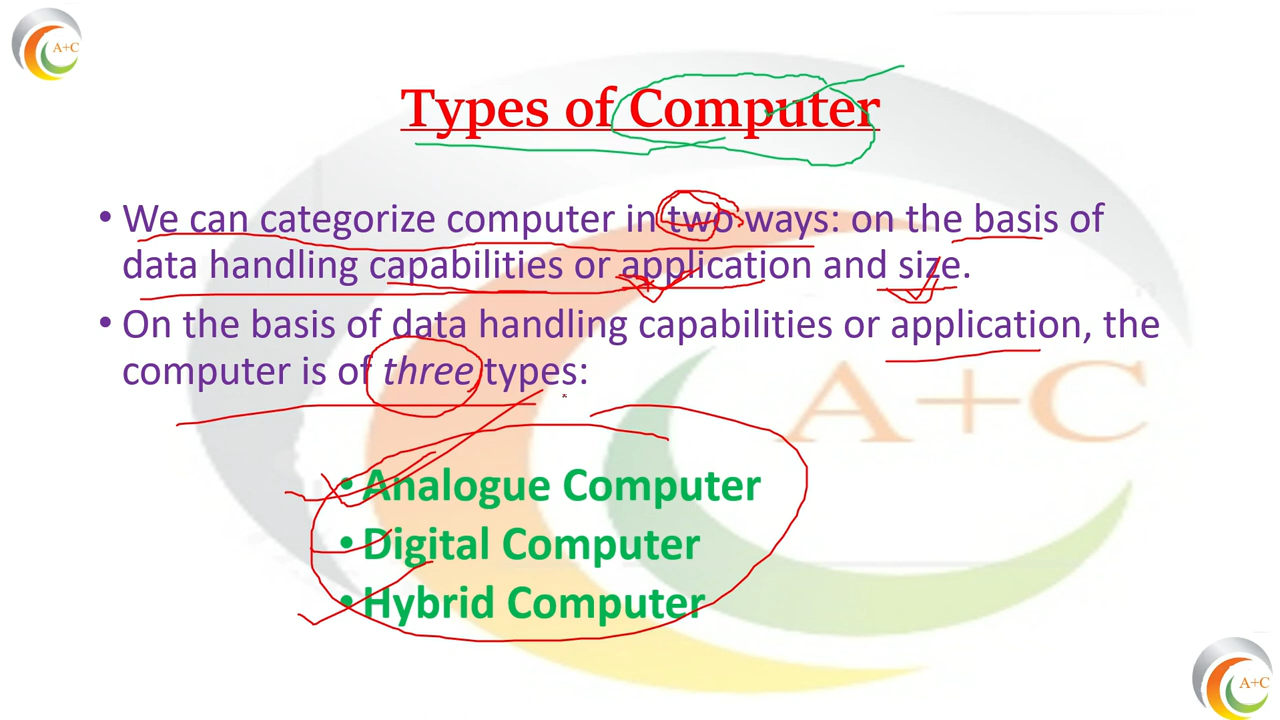 A+C
Types of Computer
• We can categorize computer in two ways: on the basis of
data handling capabilities or application and size.
• On the basis of data handling capabilities or application, the
computer is of three types:
A+C
• Analogue Computer
• Digital Computer
• Hybrid Computer
A+C